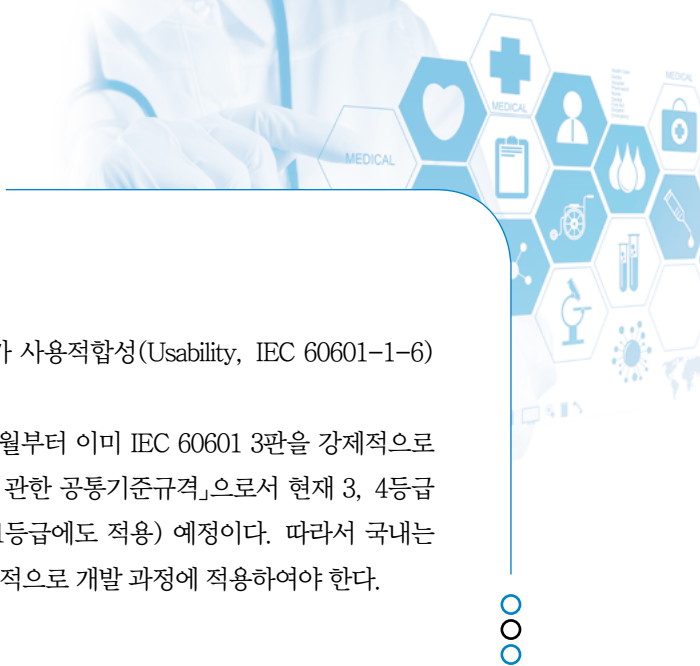 MEDICAL
MEDICAL
MEDICAL
가 사용적합성(Usability, IEC 60601-1-6)
월부터 이미 IEC 60601 3판을 강제적으로
관한 공통기준규격」으로서 현재 3, 4등급
1등급에도 적용) 예정이다. 따라서 국내는
적으로 개발 과정에 적용하여야 한다.